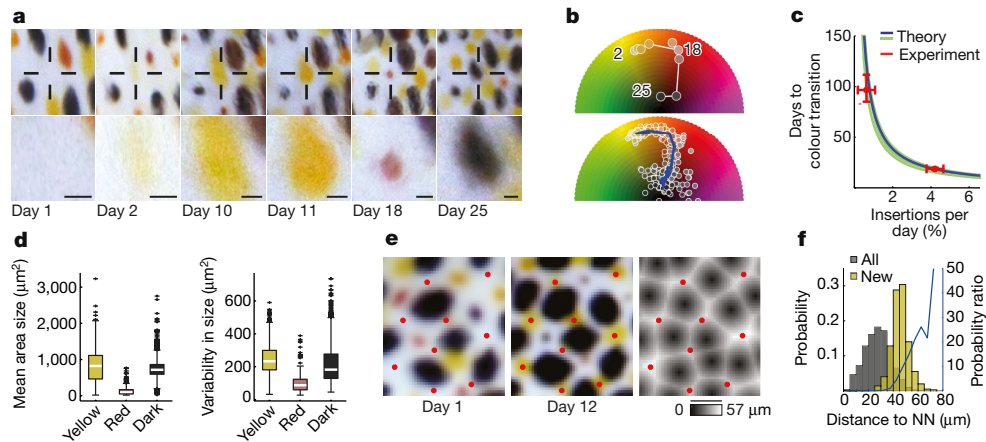 a
Day 1
Day 2
Day 10
Day 11
Day 18
Day 25
b
2
18
25
c
Days to
colour transition
150
100
50
Theory
Experiment
0
2
4
6
Insertions per
day (%)
d
Mean area size (μm²)
3,000
2,000
1,000
0
Yellow
Red
Dark
Variability in size (μm²)
600
400
200
0
Yellow
Red
Dark
e
Day 1
Day 12
0
57 μm
f
All
New
Probability
0.3
0.2
0.1
0
20
40
60
80
Distance to NN (μm)
50
40
30
20
10
0
Probability ratio